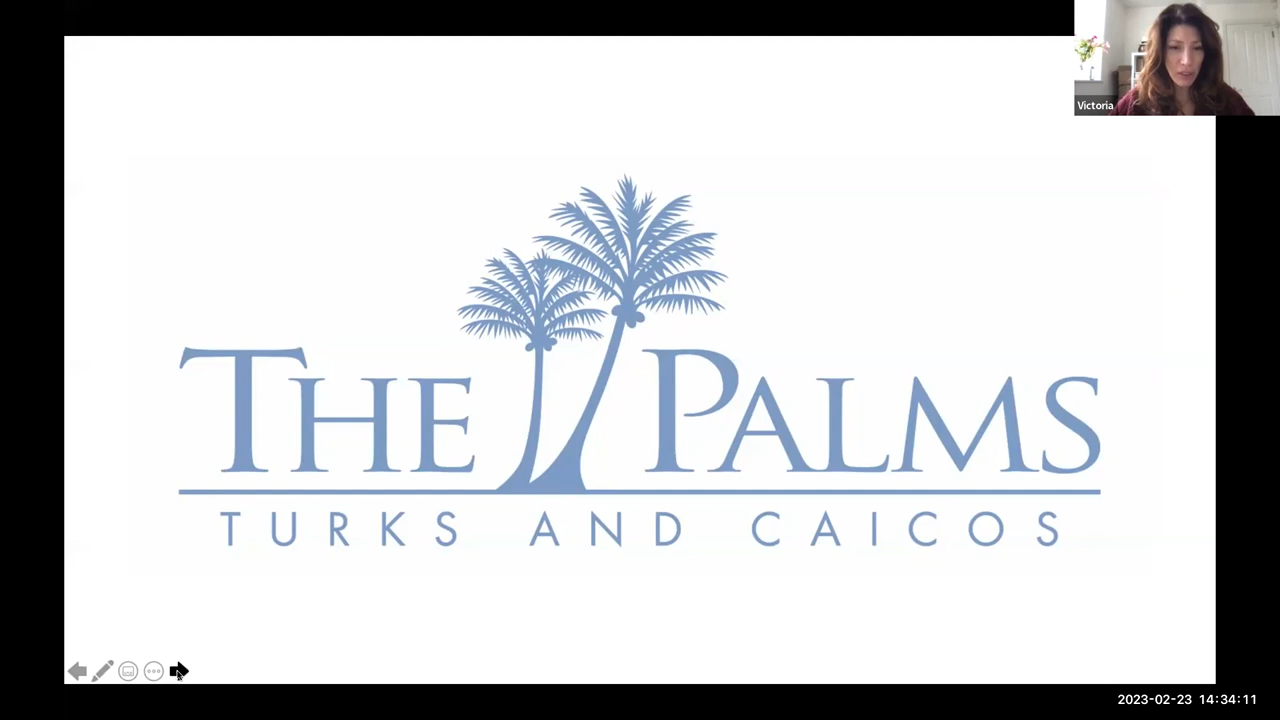 Victoria
THE PALMS
TURKS AND CAICOS
2023-02-23 14:34:11